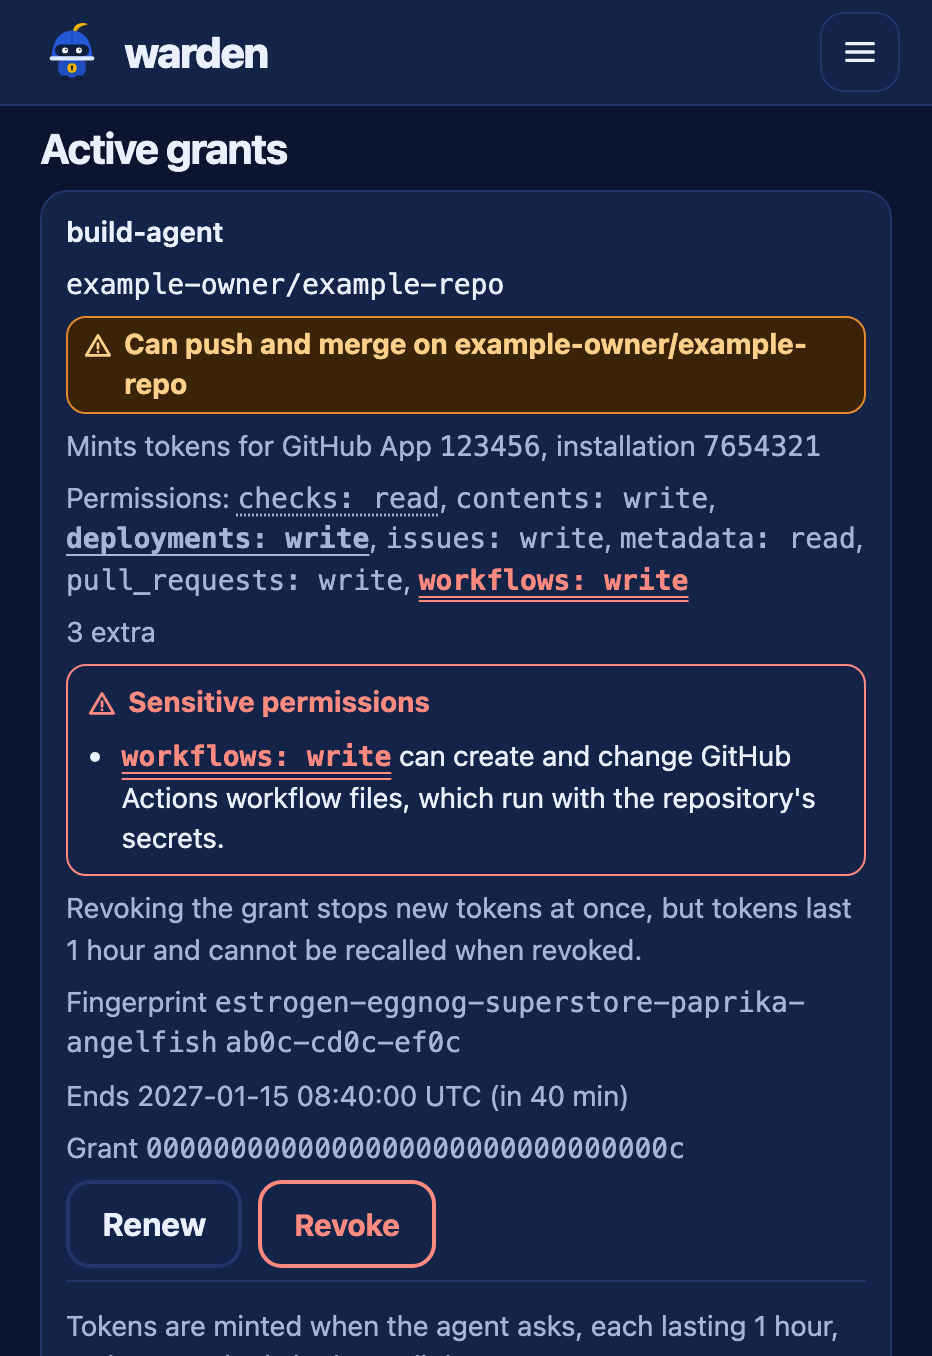 warden
Active grants
build-agent
example-owner/example-repo
Can push and merge on example-owner/example-
repo
Mints tokens for GitHub App 123456, installation 7654321
Permissions: checks: read, contents: write,
deployments: write, issues: write, metadata: read,
pull_requests: write, workflows: write
3 extra
Sensitive permissions
• workflows: write can create and change GitHub
Actions workflow files, which run with the repository's
secrets.
Revoking the grant stops new tokens at once, but tokens last
1 hour and cannot be recalled when revoked.
Fingerprint estrogen-eggnog-superstore-paprika-
angelfish ab0c-cd0c-ef0c
Ends 2027-01-15 08:40:00 UTC (in 40 min)
Grant 0000000000000000000000000000000c
Renew Revoke
Tokens are minted when the agent asks, each lasting 1 hour,